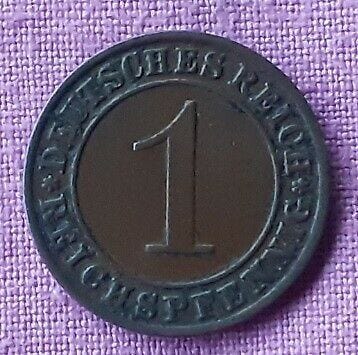 *DEUTSCHES REICH*
REICHSPFENNIG
1